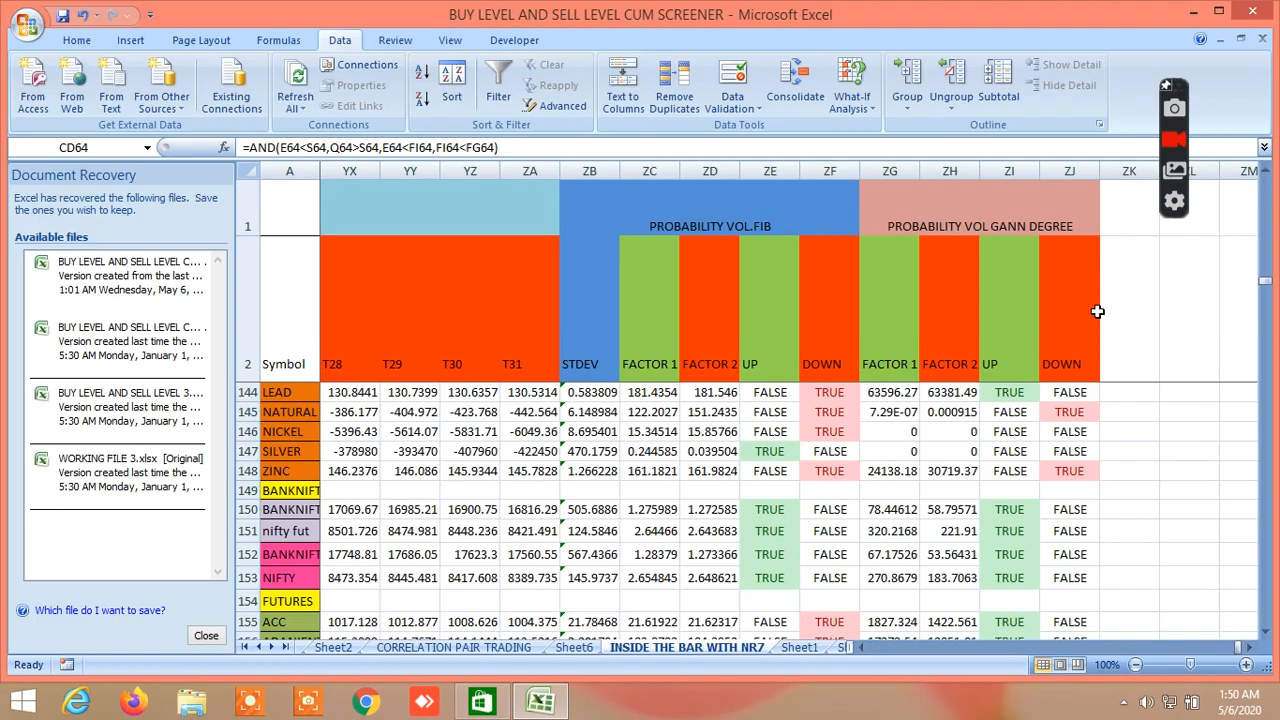 BUY LEVEL AND SELL LEVEL CUM SCREENER - Microsoft Excel
Home Insert Page Layout Formulas Data Review View Developer
From Access
From Web
From Text
From Other Sources
Existing Connections
Get External Data
Refresh All
Connections
Properties
Edit Links
Connections
Sort
Filter
Clear
Reapply
Advanced
Sort & Filter
Text to Columns
Remove Duplicates
Data Validation
Consolidate
What-If Analysis
Data Tools
Group
Ungroup
Subtotal
Show Detail
Hide Detail
Outline
CD64 fx =AND(E64<S64,Q64>S64,E64<FI64,FI64<FG64)
Document Recovery
Excel has recovered the following files. Save
the ones you wish to keep.
Available files
BUY LEVEL AND SELL LEVEL C... .
Version created from the last ...
1:01 AM Wednesday, May 6, ...
BUY LEVEL AND SELL LEVEL C... .
Version created last time the ...
5:30 AM Monday, January 1, ...
BUY LEVEL AND SELL LEVEL 3....
Version created last time the ...
5:30 AM Monday, January 1, ...
WORKING FILE 3.xlsx [Original]
Version created last time the ...
5:30 AM Monday, January 1, ...
Which file do I want to save?
Close
A YX YY YZ ZA ZB ZC ZD ZE ZF ZG ZH ZI ZJ ZK ZM
1 PROBABILITY VOL.FIB PROBABILITY VOL GANN DEGREE
2 Symbol T28 T29 T30 T31 STDEV FACTOR 1 FACTOR 2 UP DOWN FACTOR 1 FACTOR 2 UP DOWN
144 LEAD 130.8441 130.7399 130.6357 130.5314 0.583809 181.4354 181.546 FALSE TRUE 63596.27 63381.49 TRUE FALSE
145 NATURAL -386.177 -404.972 -423.768 -442.564 6.148984 122.2027 151.2435 FALSE TRUE 7.29E-07 0.000915 FALSE TRUE
146 NICKEL -5396.43 -5614.07 -5831.71 -6049.36 8.695401 15.34514 15.85766 FALSE TRUE 0 0 FALSE FALSE
147 SILVER -378980 -393470 -407960 -422450 470.1759 0.244585 0.039504 TRUE FALSE 0 0 FALSE FALSE
148 ZINC 146.2376 146.086 145.9344 145.7828 1.266228 161.1821 161.9824 FALSE TRUE 24138.18 30719.37 FALSE TRUE
149 BANKNIFT
150 BANKNIFT 17069.67 16985.21 16900.75 16816.29 505.6886 1.275989 1.272585 TRUE FALSE 78.44612 58.79571 TRUE FALSE
151 nifty fut 8501.726 8474.981 8448.236 8421.491 124.5846 2.64466 2.643683 TRUE FALSE 320.2168 221.91 TRUE FALSE
152 BANKNIFT 17748.81 17686.05 17623.3 17560.55 567.4366 1.28379 1.273366 TRUE FALSE 67.17526 53.56431 TRUE FALSE
153 NIFTY 8473.354 8445.481 8417.608 8389.735 145.9737 2.654845 2.648621 TRUE FALSE 270.8679 183.7063 TRUE FALSE
154 FUTURES
155 ACC 1017.128 1012.877 1008.626 1004.375 21.78468 21.61922 21.62317 FALSE TRUE 1827.324 1422.561 TRUE FALSE
Sheet2 CORRELATION PAIR TRADING Sheet6 INSIDE THE BAR WITH NR7 Sheet1
Ready 100%
1:50 AM
5/6/2020